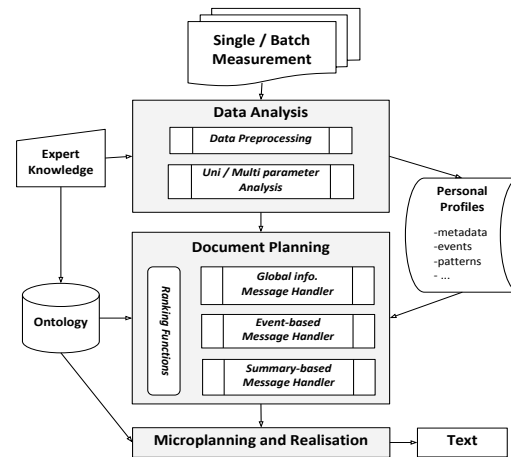 Single / Batch
Measurement
Data Analysis
Data Preprocessing
Uni / Multi parameter
Analysis
Expert
Knowledge
Personal
Profiles
-metadata
-events
-patterns
- ...
Document Planning
Ranking Functions
Global info.
Message Handler
Event-based
Message Handler
Summary-based
Message Handler
Ontology
Microplanning and Realisation
Text